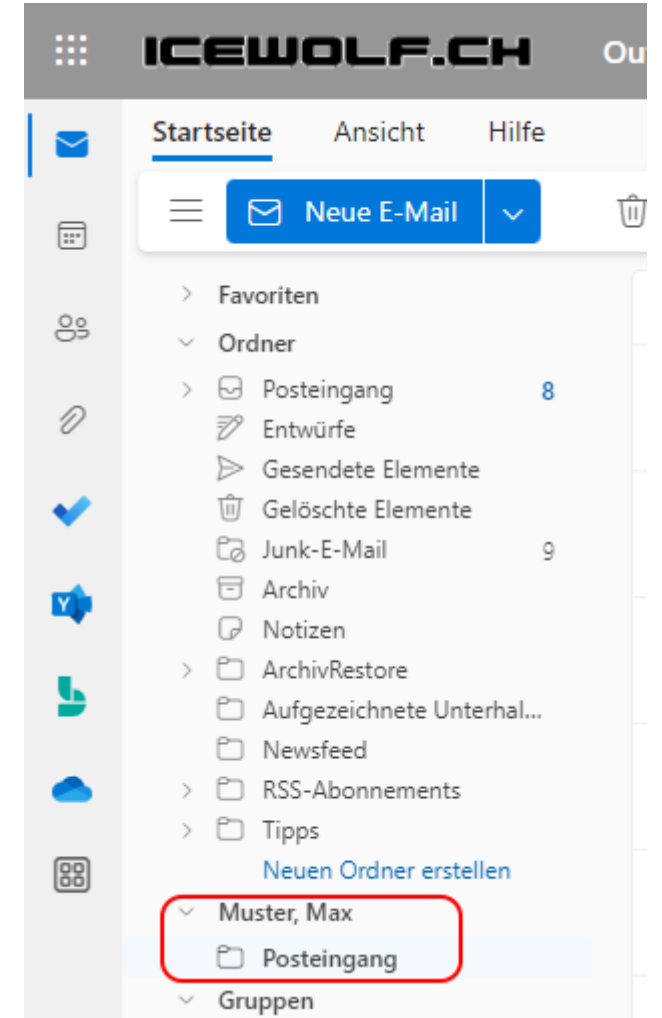 ICEWOLF.CH Ou
Startseite Ansicht Hilfe
Neue E-Mail
Favoriten
Ordner
Posteingang 8
Entwürfe
Gesendete Elemente
Gelöschte Elemente
Junk-E-Mail 9
Archiv
Notizen
ArchivRestore
Aufgezeichnete Unterhal...
Newsfeed
RSS-Abonnements
Tipps
Neuen Ordner erstellen
Muster, Max
Posteingang
Gruppen